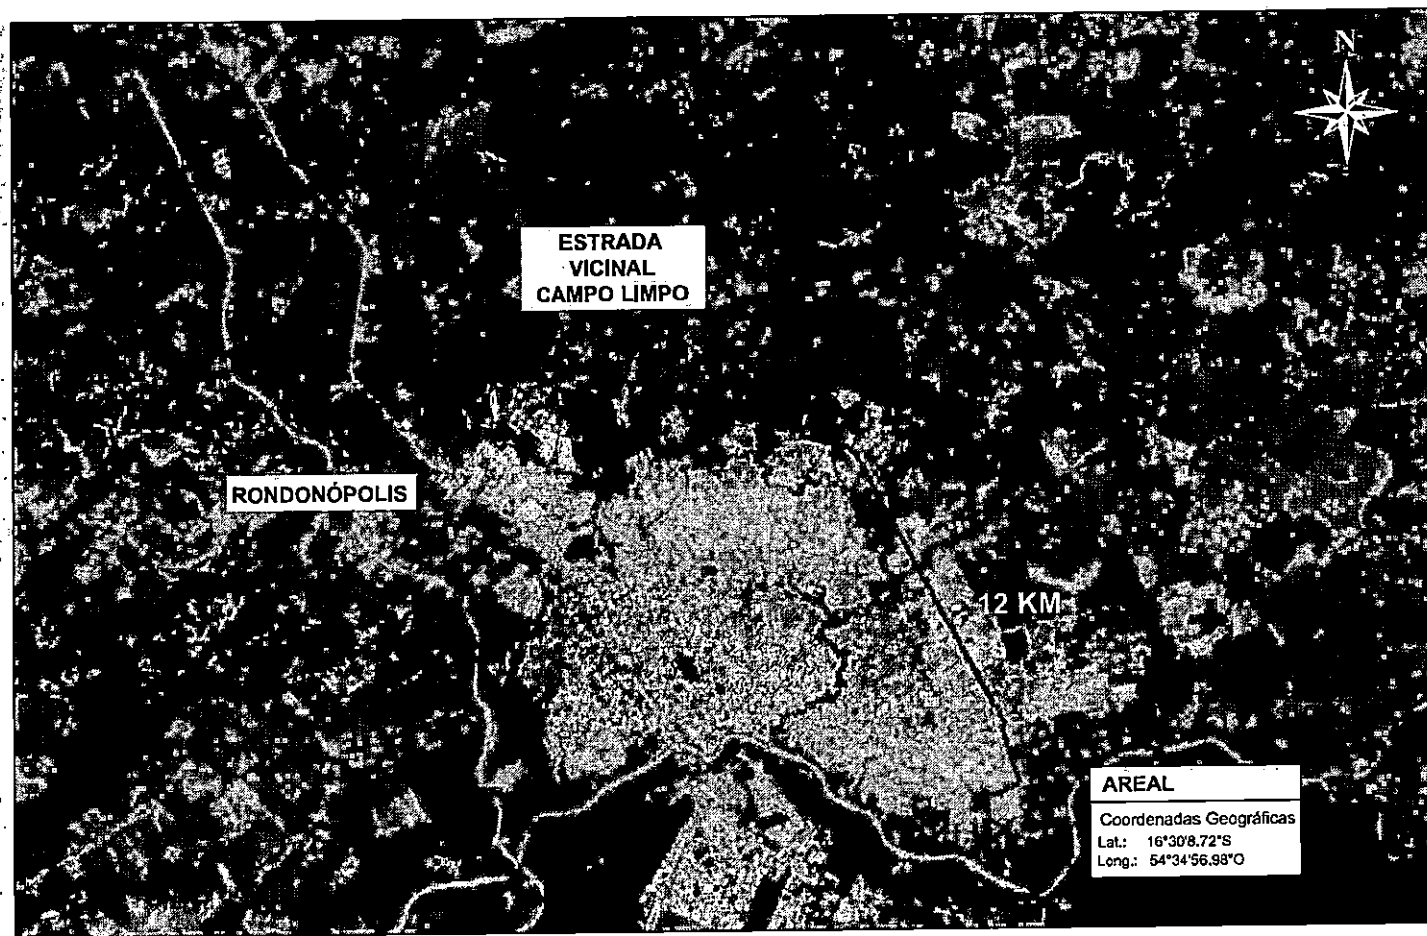 N
ESTRADA
VICINAL
CAMPO LIMPO
RONDONÓPOLIS
12 KM
AREAL
Coordenadas Geográficas
Lat.: 16°30'8.72"S
Long.: 54°34'56.98"O